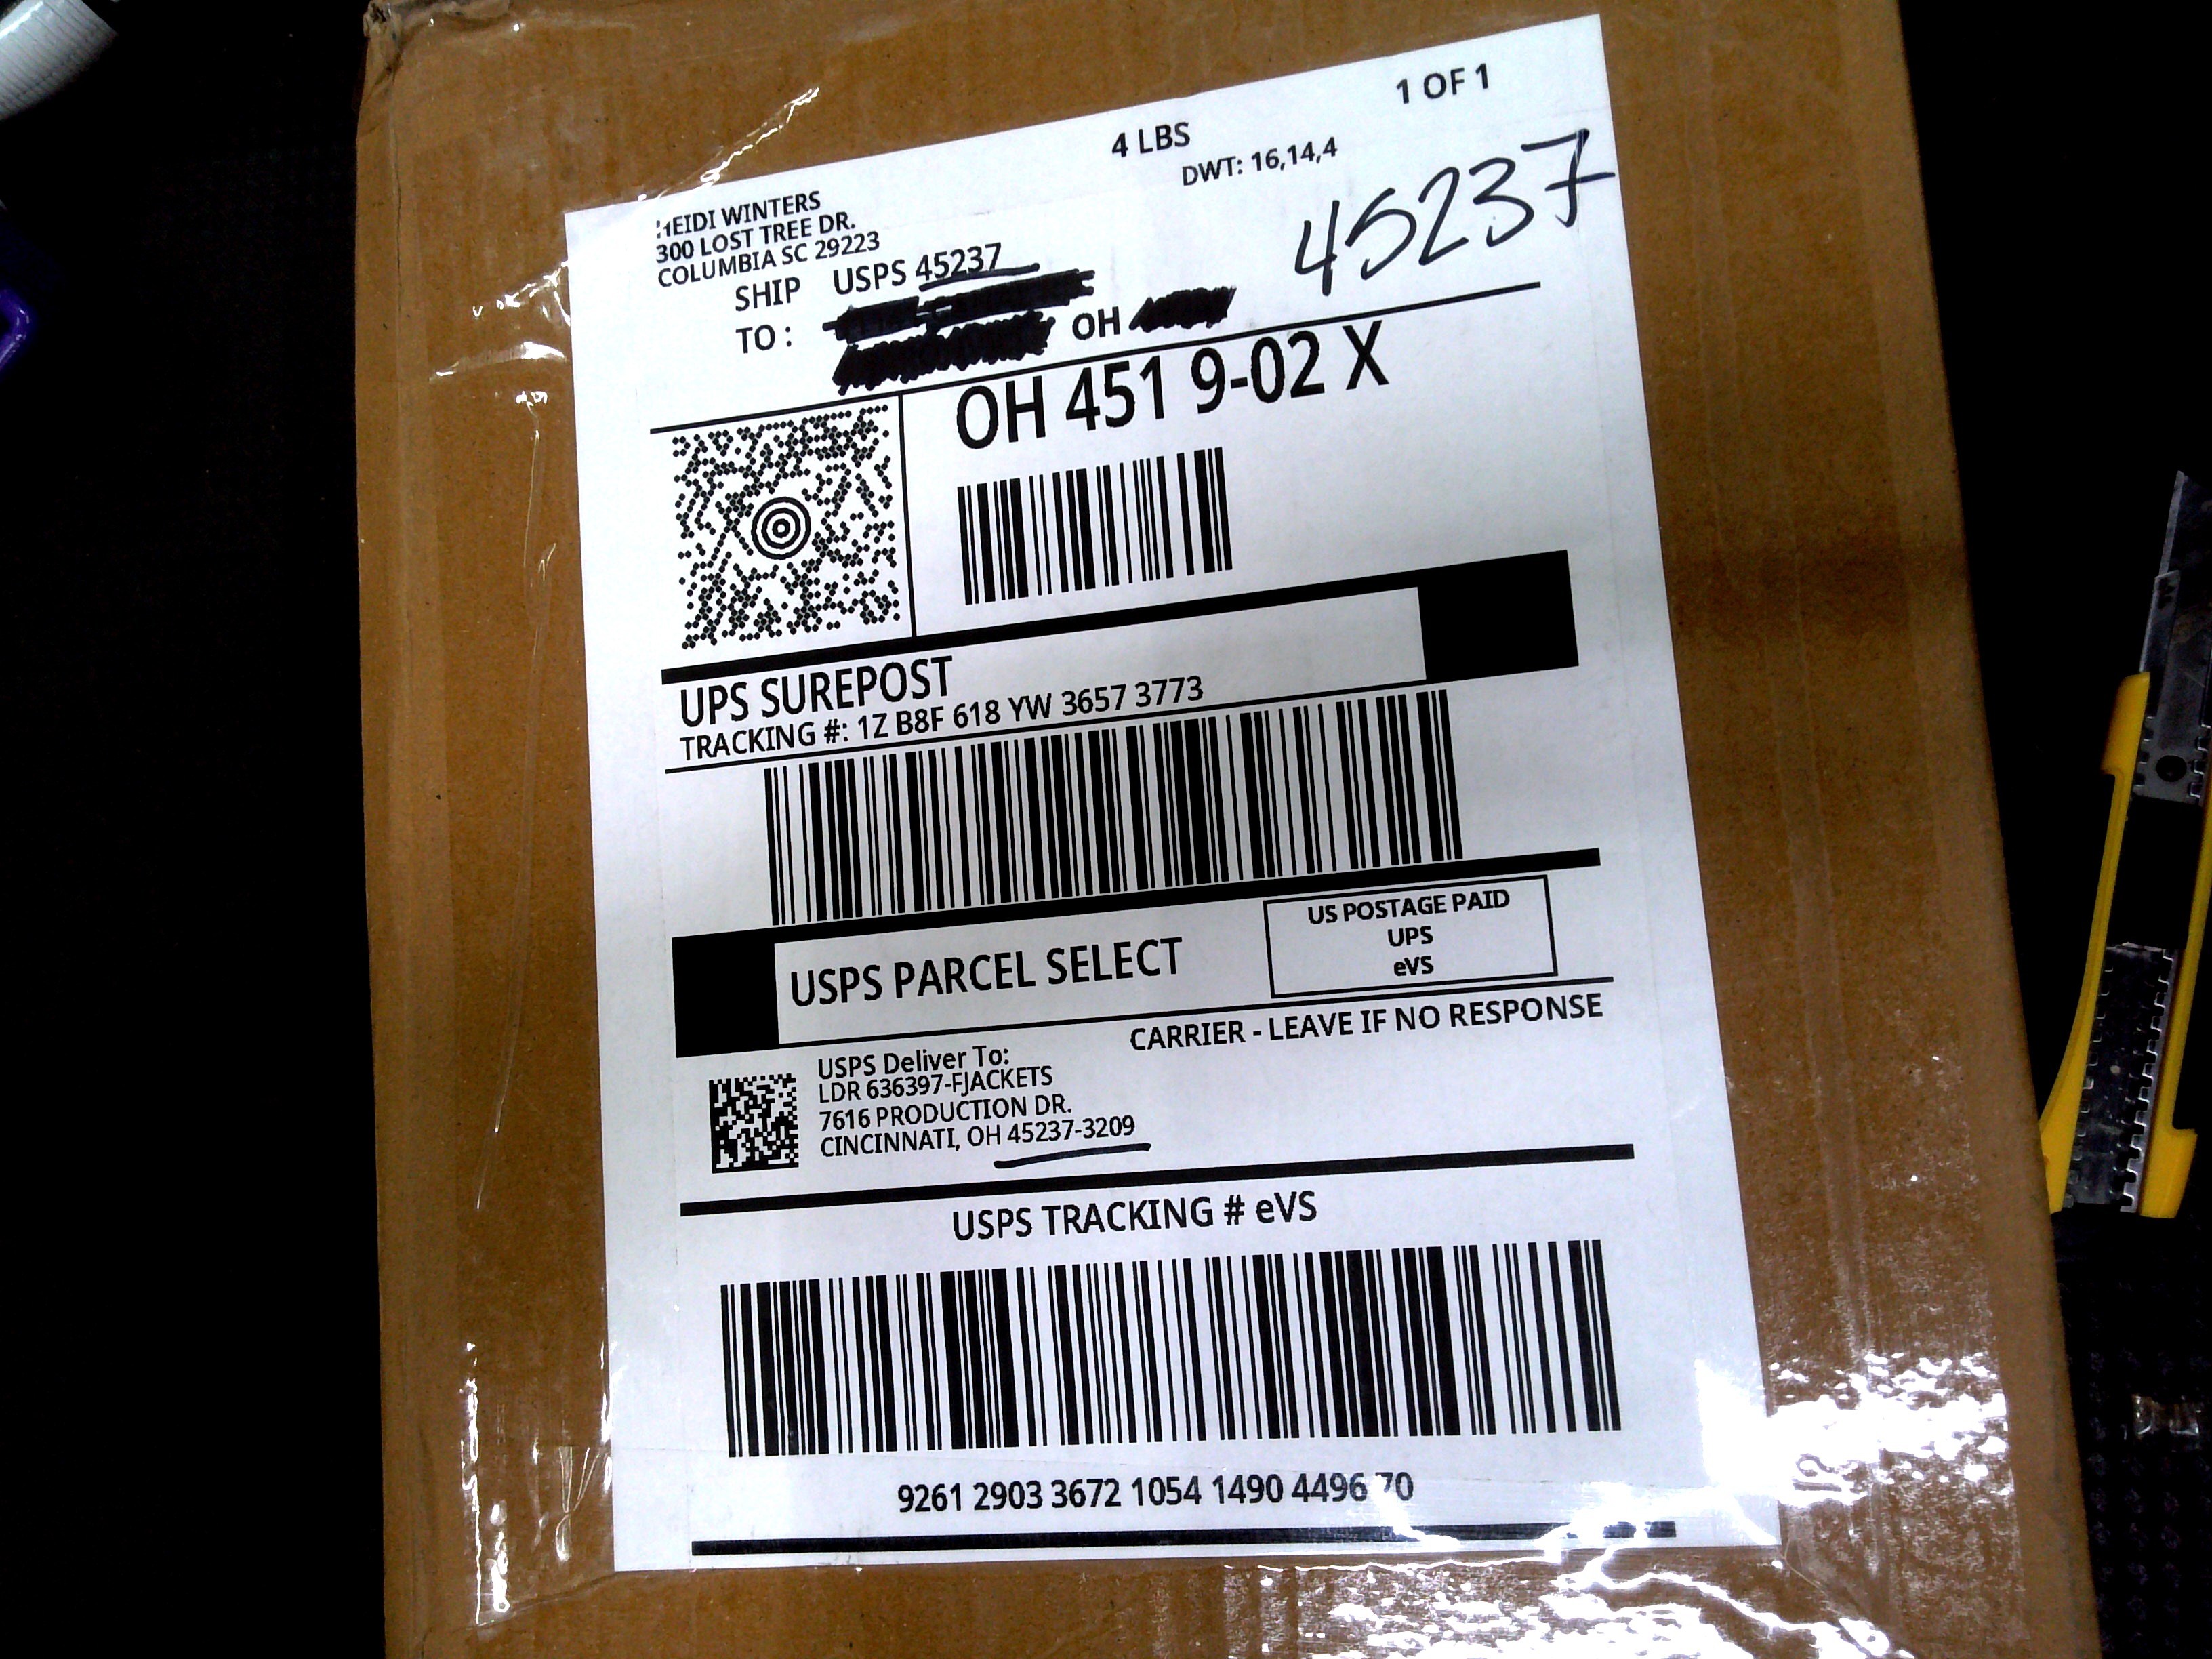 1 OF 1
4 LBS
DWT: 16,14,4
HEIDI WINTERS
300 LOST TREE DR.
COLUMBIA SC 29223
45237
SHIP TO : USPS 45237
OH
OH 451 9-02 X
UPS SUREPOST
TRACKING #: 1Z B8F 618 YW 3657 3773
USPS PARCEL SELECT
US POSTAGE PAID
UPS
eVS
CARRIER - LEAVE IF NO RESPONSE
USPS Deliver To:
LDR 636397-FJACKETS
7616 PRODUCTION DR.
CINCINNATI, OH 45237-3209
USPS TRACKING # eVS
9261 2903 3672 1054 1490 4496 70